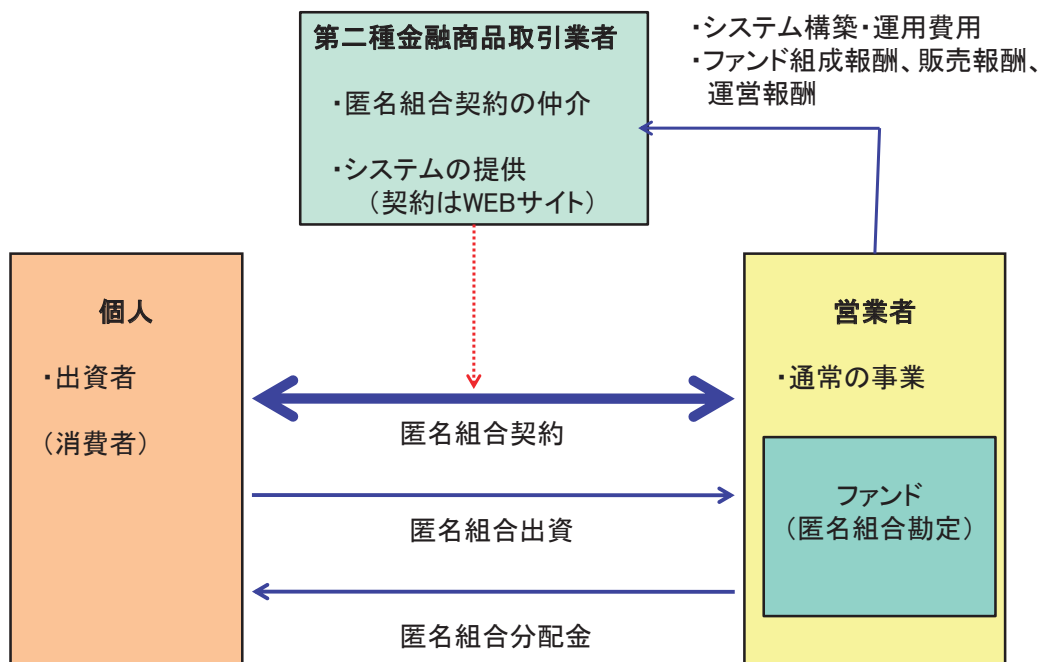 第二種金融商品取引業者
・匿名組合契約の仲介
・システムの提供
（契約はWEBサイト）
・システム構築・運用費用
・ファンド組成報酬、販売報酬、
運営報酬
個人
・出資者
（消費者）
営業者
・通常の事業
ファンド
（匿名組合勘定）
匿名組合契約
匿名組合出資
匿名組合分配金